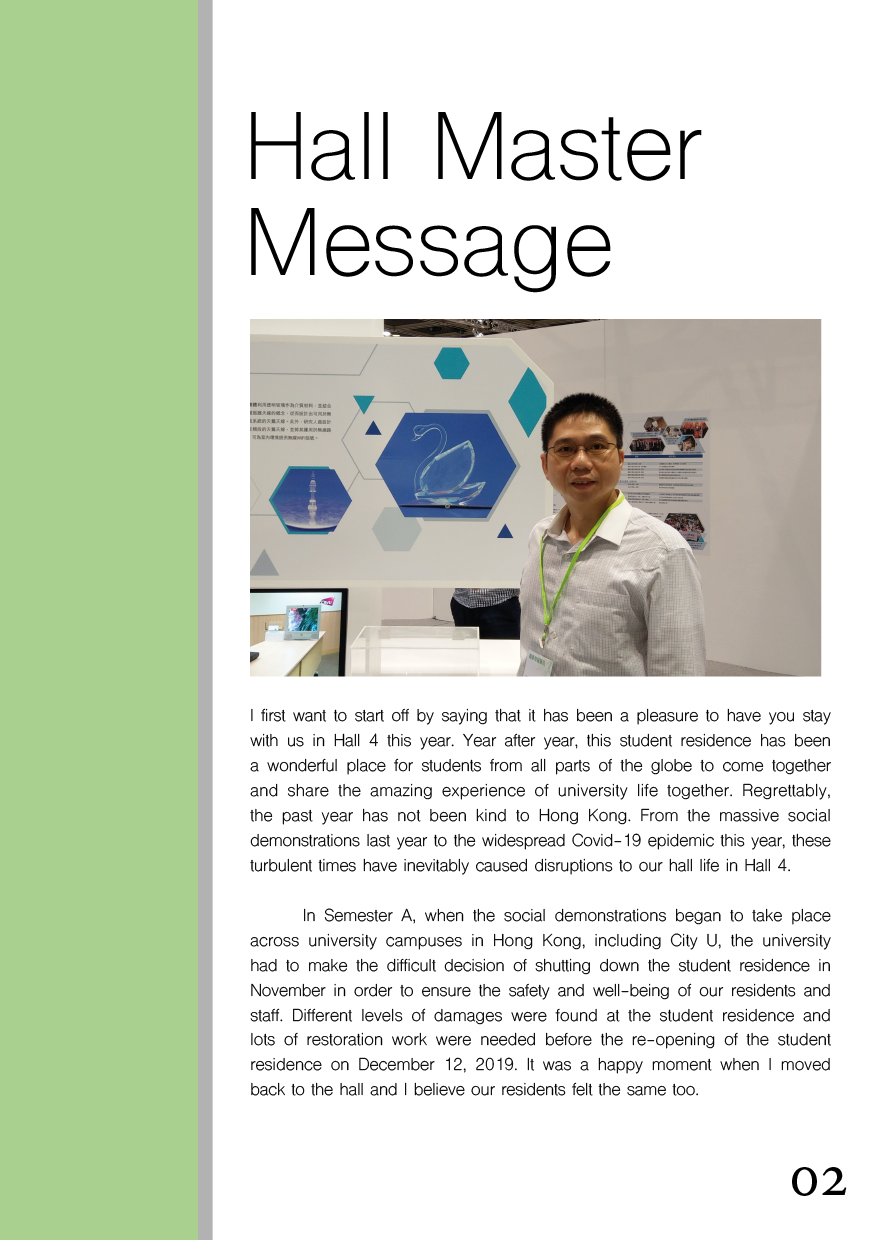 Hall Master
Message
I first want to start off by saying that it has been a pleasure to have you stay
with us in Hall 4 this year. Year after year, this student residence has been
a wonderful place for students from all parts of the globe to come together
and share the amazing experience of university life together. Regrettably,
the past year has not been kind to Hong Kong. From the massive social
demonstrations last year to the widespread Covid-19 epidemic this year, these
turbulent times have inevitably caused disruptions to our hall life in Hall 4.
In Semester A, when the social demonstrations began to take place
across university campuses in Hong Kong, including City U, the university
had to make the difficult decision of shutting down the student residence in
November in order to ensure the safety and well-being of our residents and
staff. Different levels of damages were found at the student residence and
lots of restoration work were needed before the re-opening of the student
residence on December 12, 2019. It was a happy moment when I moved
back to the hall and I believe our residents felt the same too.
02